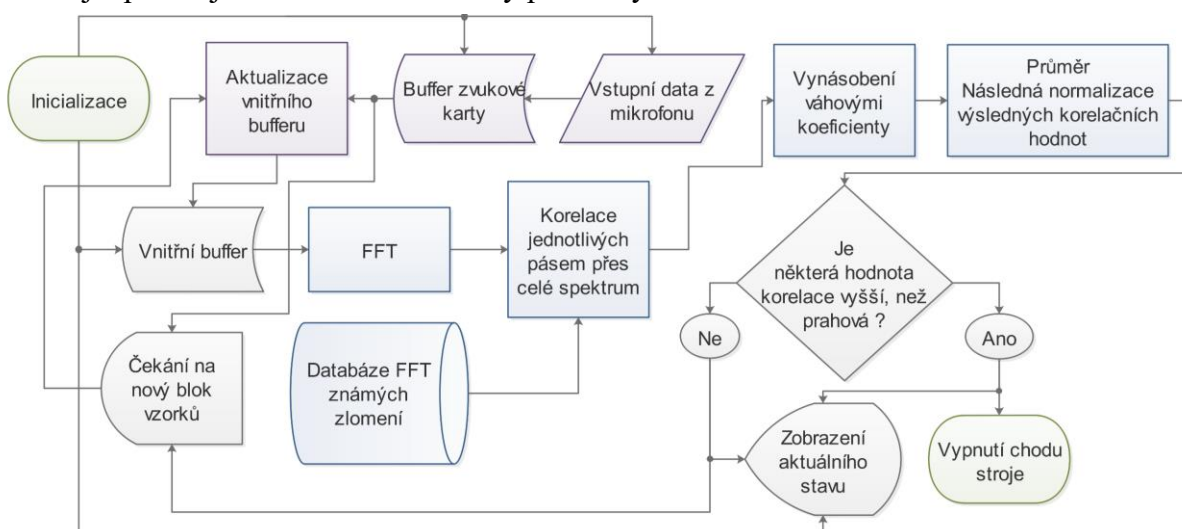 Inicializace
Aktualizace
vnitřního
bufferu
Buffer zvukové
karty
Vstupní data z
mikrofonu
Vynásobení
váhovými
koeficienty
Průměr
Následná normalizace
výsledných korelačních
hodnot
Vnitřní buffer
FFT
Korelace
jednotlivých
pásem přes
celé spektrum
Je
některá hodnota
korelace vyšší, než
prahová ?
Ne
Ano
Čekání na
nový blok
vzorků
Databáze FFT
známých
zlomení
Zobrazení
aktuálního
stavu
Vypnutí chodu
stroje